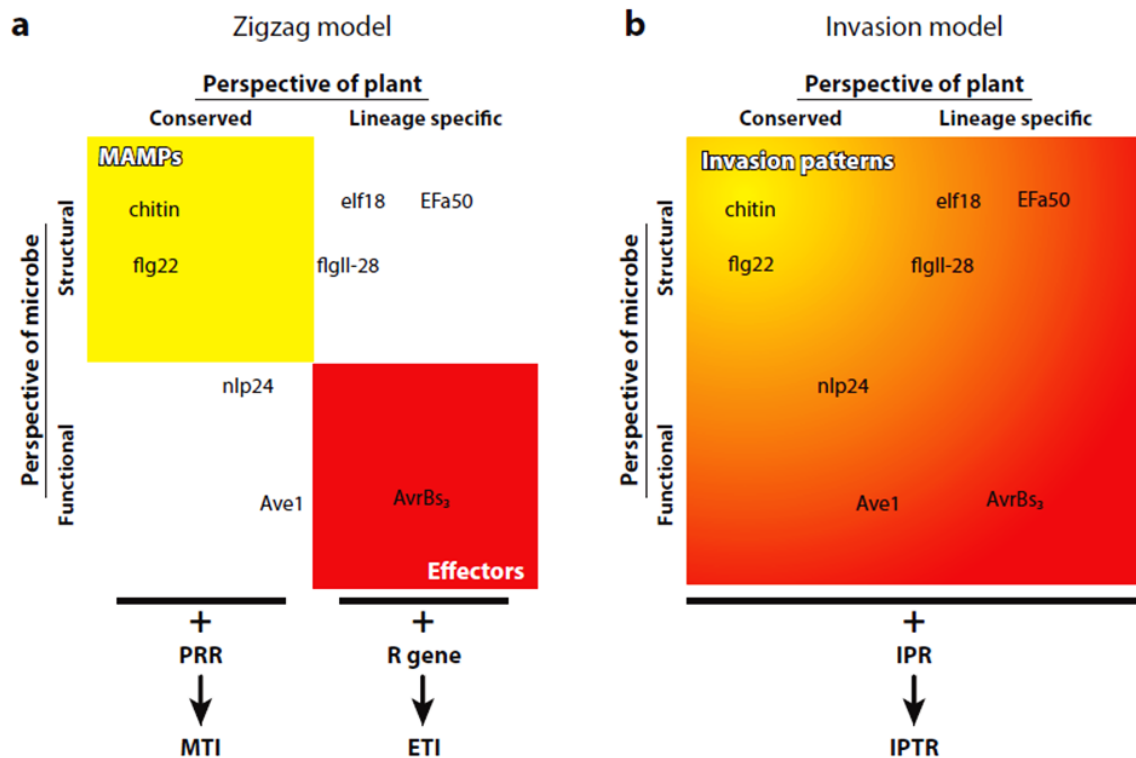 a
Zigzag model
Perspective of plant
Conserved
Lineage specific
Perspective of microbe
Structural
Functional
MAMPs
chitin
elf18
EFa50
flg22
flgII-28
nlp24
Ave1
AvrBs₃
Effectors
+
PRR
MTI
+
R gene
ETI
b
Invasion model
Perspective of plant
Conserved
Lineage specific
Perspective of microbe
Structural
Functional
Invasion patterns
chitin
elf18
EFa50
flg22
flgII-28
nlp24
Ave1
AvrBs₃
+
IPR
IPTR